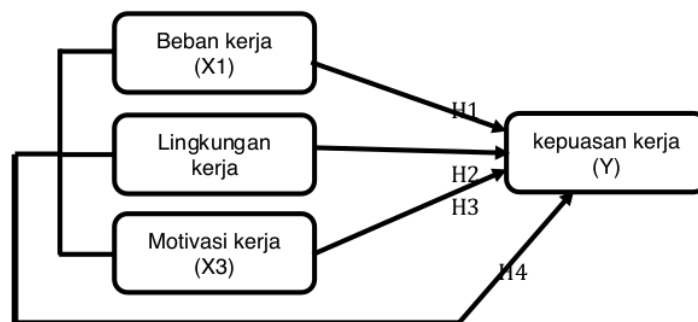 Beban kerja
(X1)
H1
Lingkungan
kerja
kepuasan kerja
(Y)
H2
H3
Motivasi kerja
(X3)
H4